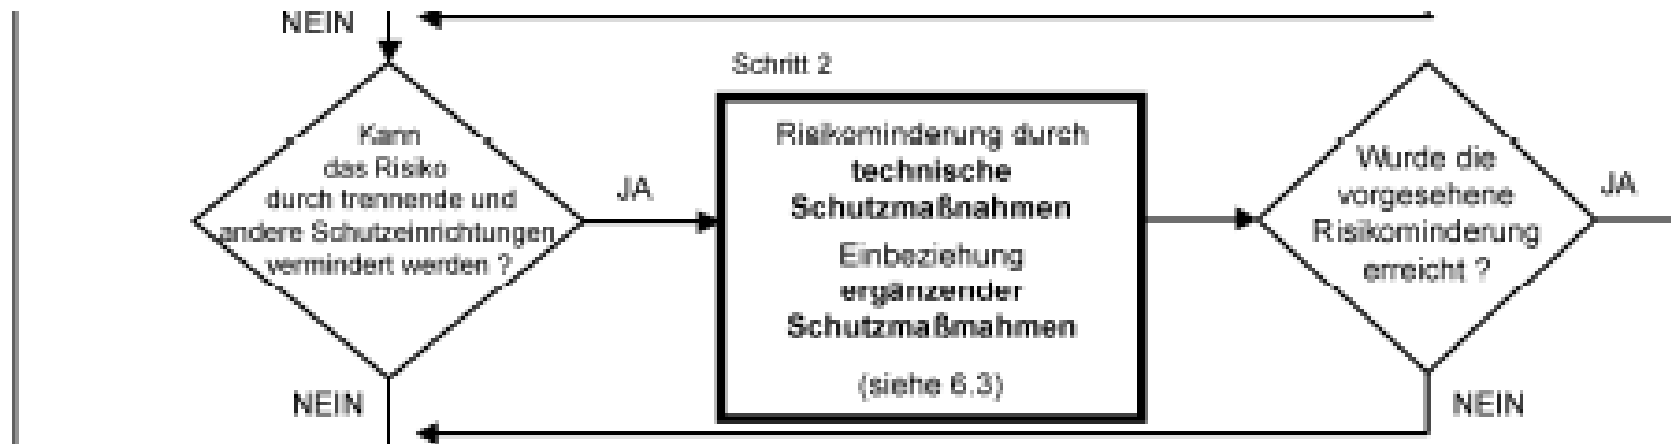 NEIN
Schritt 2
Kann
das Risiko
durch trennende und
andere Schutzeinrichtungen
vermindert werden ?
JA
Risikominderung durch
technische
Schutzmaßnahmen
Einbeziehung
ergänzender
Schutzmaßmahmen
(siehe 6.3)
Wurde die
vorgesehene
Risikominderung
erreicht ?
JA
NEIN
NEIN